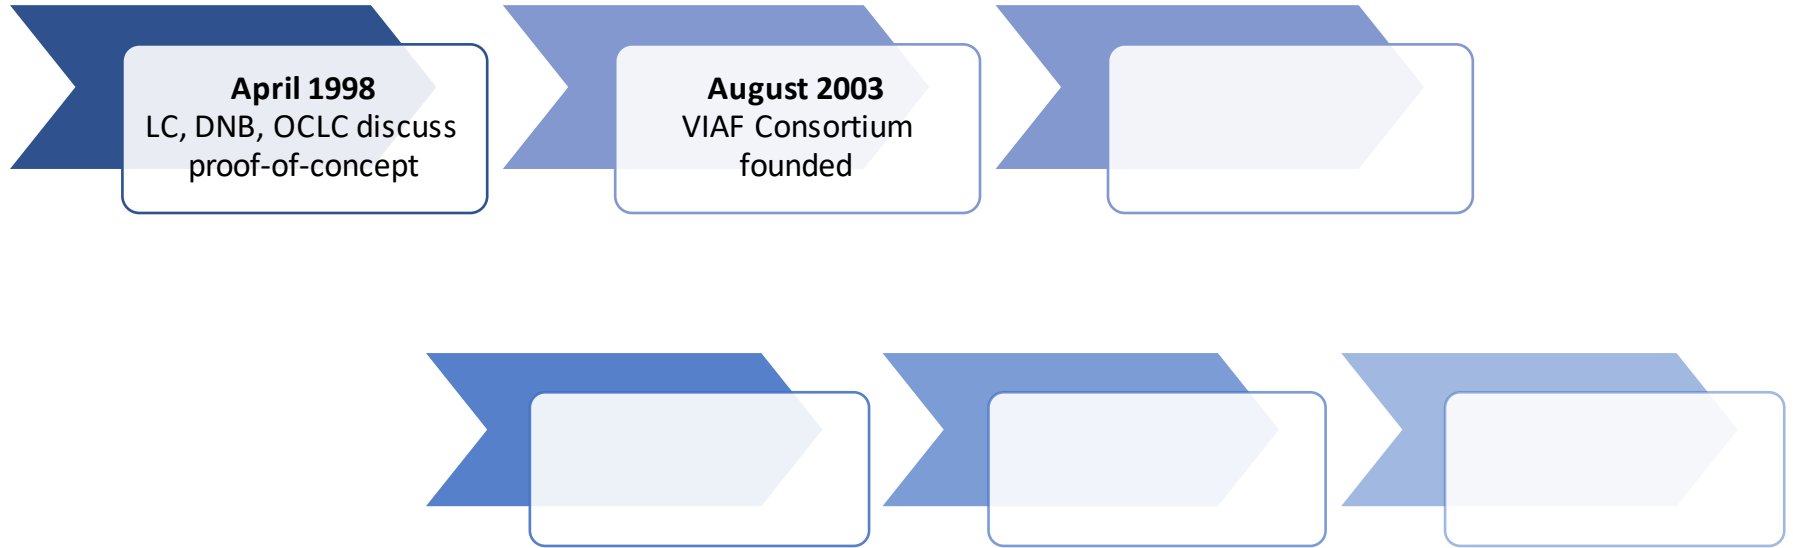 April 1998
LC, DNB, OCLC discuss
proof-of-concept
August 2003
VIAF Consortium
founded